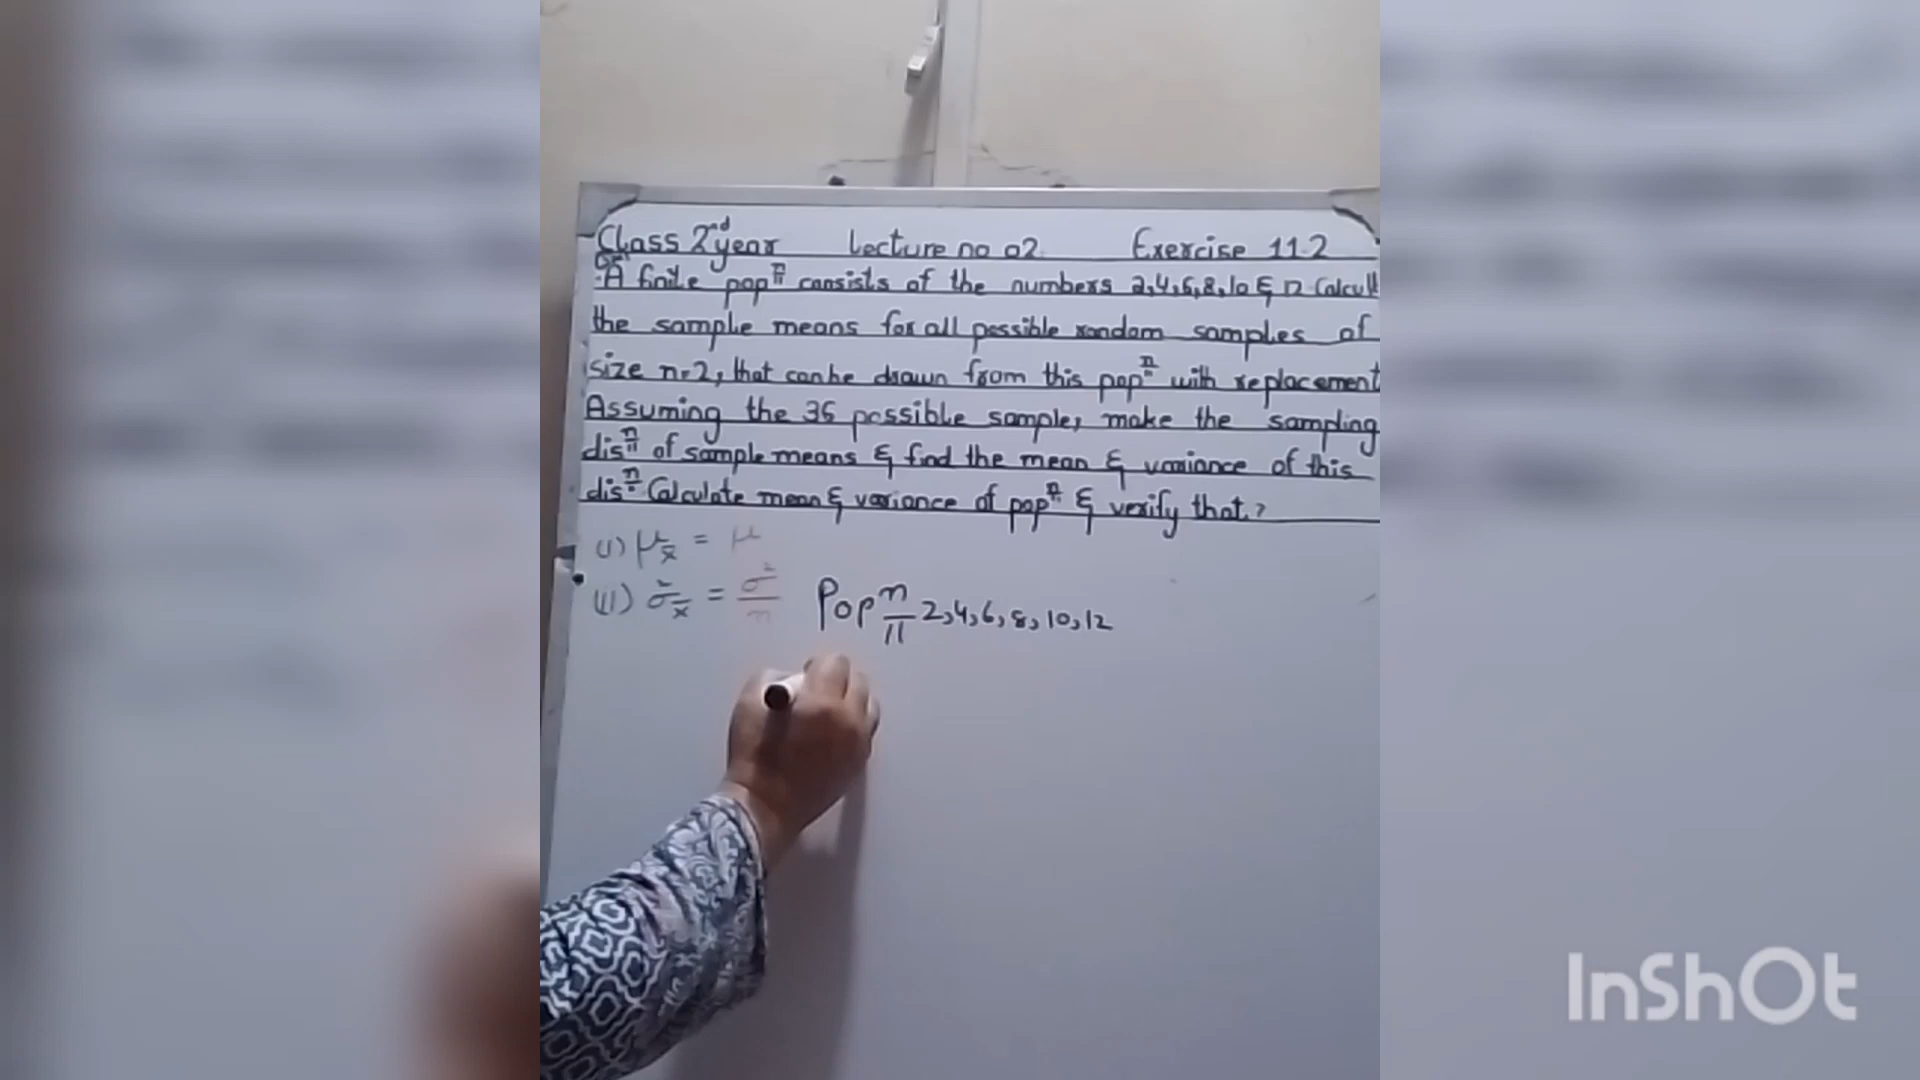 Class 2nd year Lecture no 02 Exercise 11.2
A finite popⁿ consists of the numbers 2,4,6,8,10 & 12 Calcul
the sample means for all possible random samples of
size n=2, that can be drawn from this popⁿ with replacement
Assuming the 36 possible sample, make the sampling
disⁿ of sample means & find the mean & variance of this
disⁿ Calculate mean & variance of popⁿ & verify that?
(i) μx̄ = μ
(ii) σ²x̄ = σ²/n
Popⁿ 2,4,6,8,10,12
InShOt